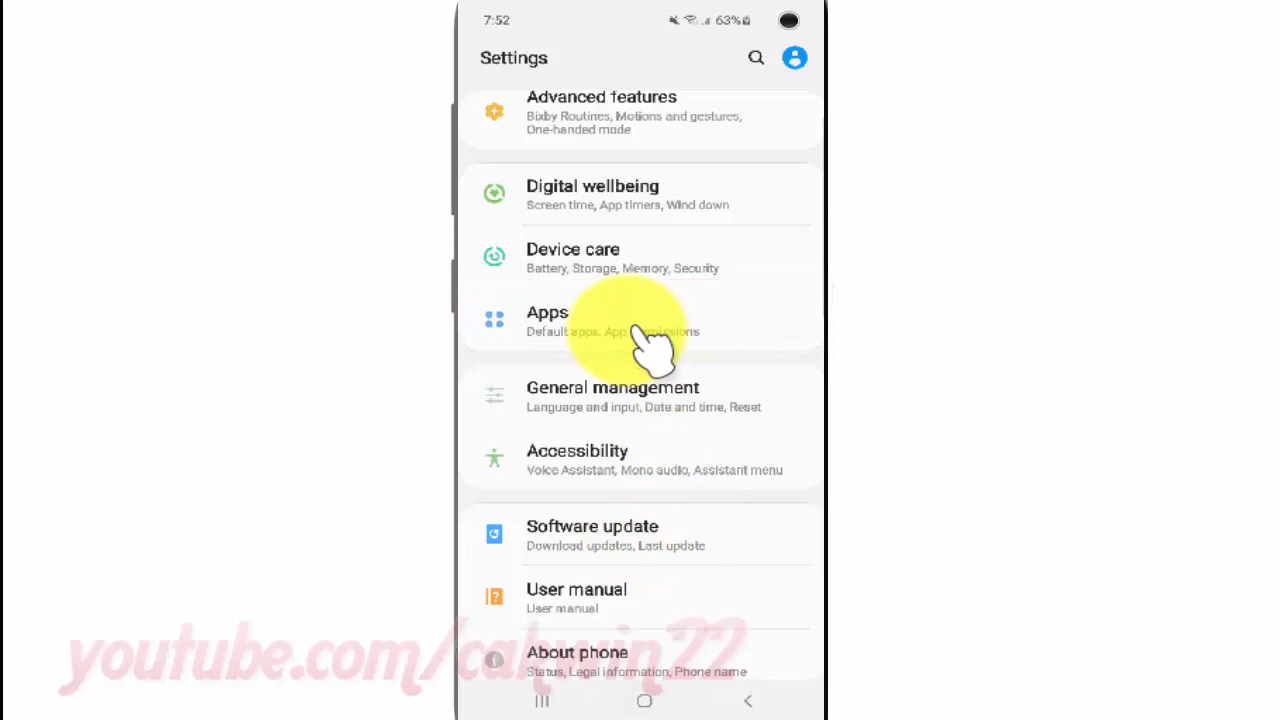 7:52 63%
Settings
Advanced features
Bixby Routines, Motions and gestures,
One-handed mode
Digital wellbeing
Screen time, App timers, Wind down
Device care
Battery, Storage, Memory, Security
Apps
Default apps, App permissions
General management
Language and input, Date and time, Reset
Accessibility
Voice Assistant, Mono audio, Assistant menu
Software update
Download updates, Last update
User manual
User manual
About phone
Status, Legal information, Phone name
youtube.com/cahwin22